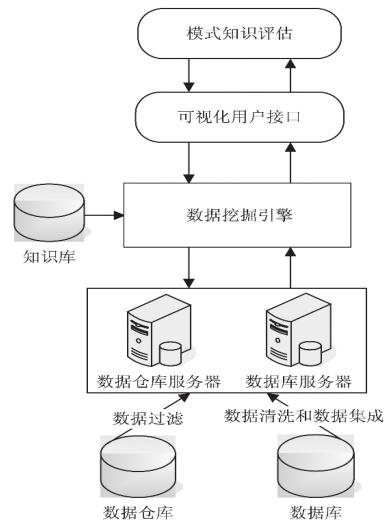 模式知识评估
可视化用户接口
数据挖掘引擎
知识库
数据仓库服务器
数据库服务器
数据过滤
数据清洗和数据集成
数据仓库
数据库